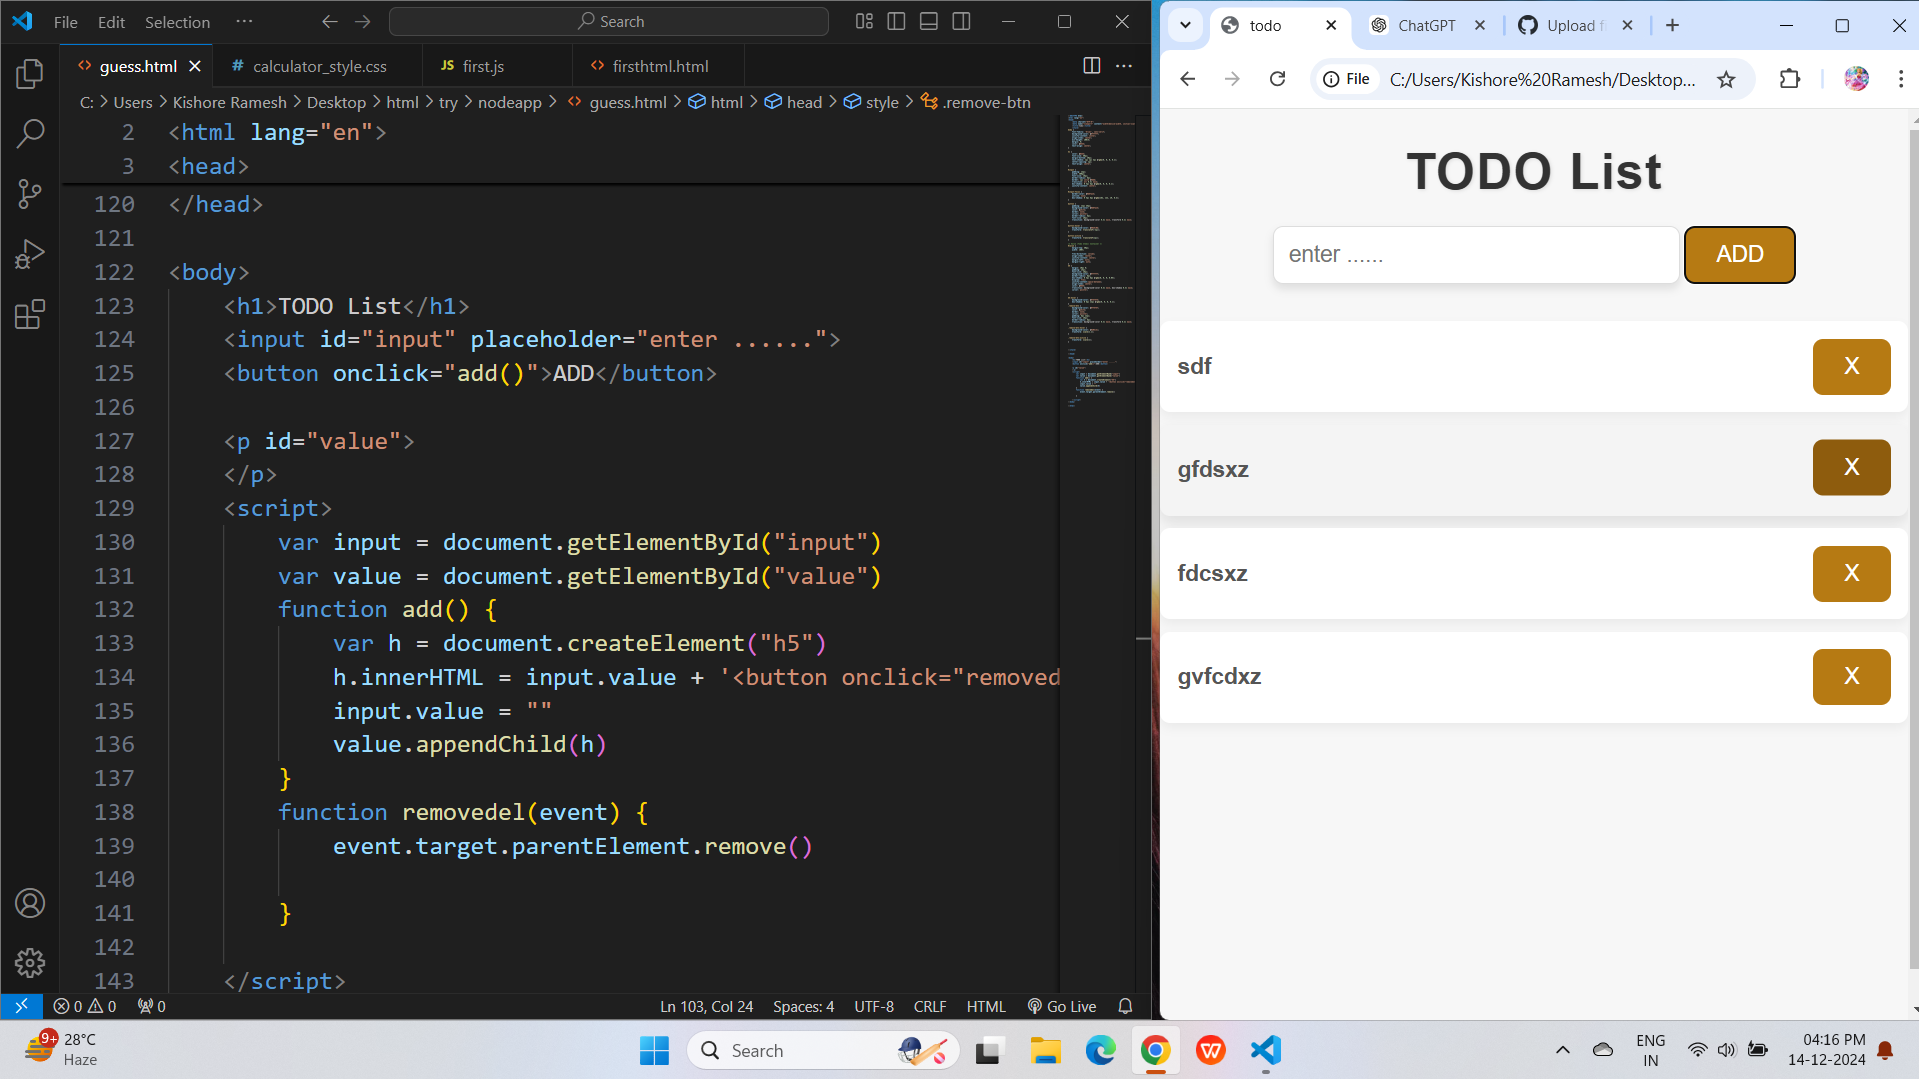 File Edit Selection ··· Search
guess.html
# calculator_style.css
JS first.js
<> firsthtml.html
C: > Users > Kishore Ramesh > Desktop > html > try > nodeapp > <> guess.html > html > head > style > .remove-btn
2 <html lang="en">
3 <head>
120 </head>
121
122 <body>
123 <h1>TODO List</h1>
124 <input id="input" placeholder="enter ......">
125 <button onclick="add()">ADD</button>
126
127 <p id="value">
128 </p>
129 <script>
130 var input = document.getElementById("input")
131 var value = document.getElementById("value")
132 function add() {
133 var h = document.createElement("h5")
134 h.innerHTML = input.value + '<button onclick="removed
135 input.value = ""
136 value.appendChild(h)
137 }
138 function removedel(event) {
139 event.target.parentElement.remove()
140
141 }
142
143 </script>
0 0 0 Ln 103, Col 24 Spaces: 4 UTF-8 CRLF HTML Go Live
todo
ChatGPT
Upload f
File C:/Users/Kishore%20Ramesh/Desktop...
TODO List
enter ......
ADD
sdf X
gfdsxz X
fdcsxz X
gvfcdxz X
9+
28°C
Haze
Search
ENG
IN
04:16 PM
14-12-2024